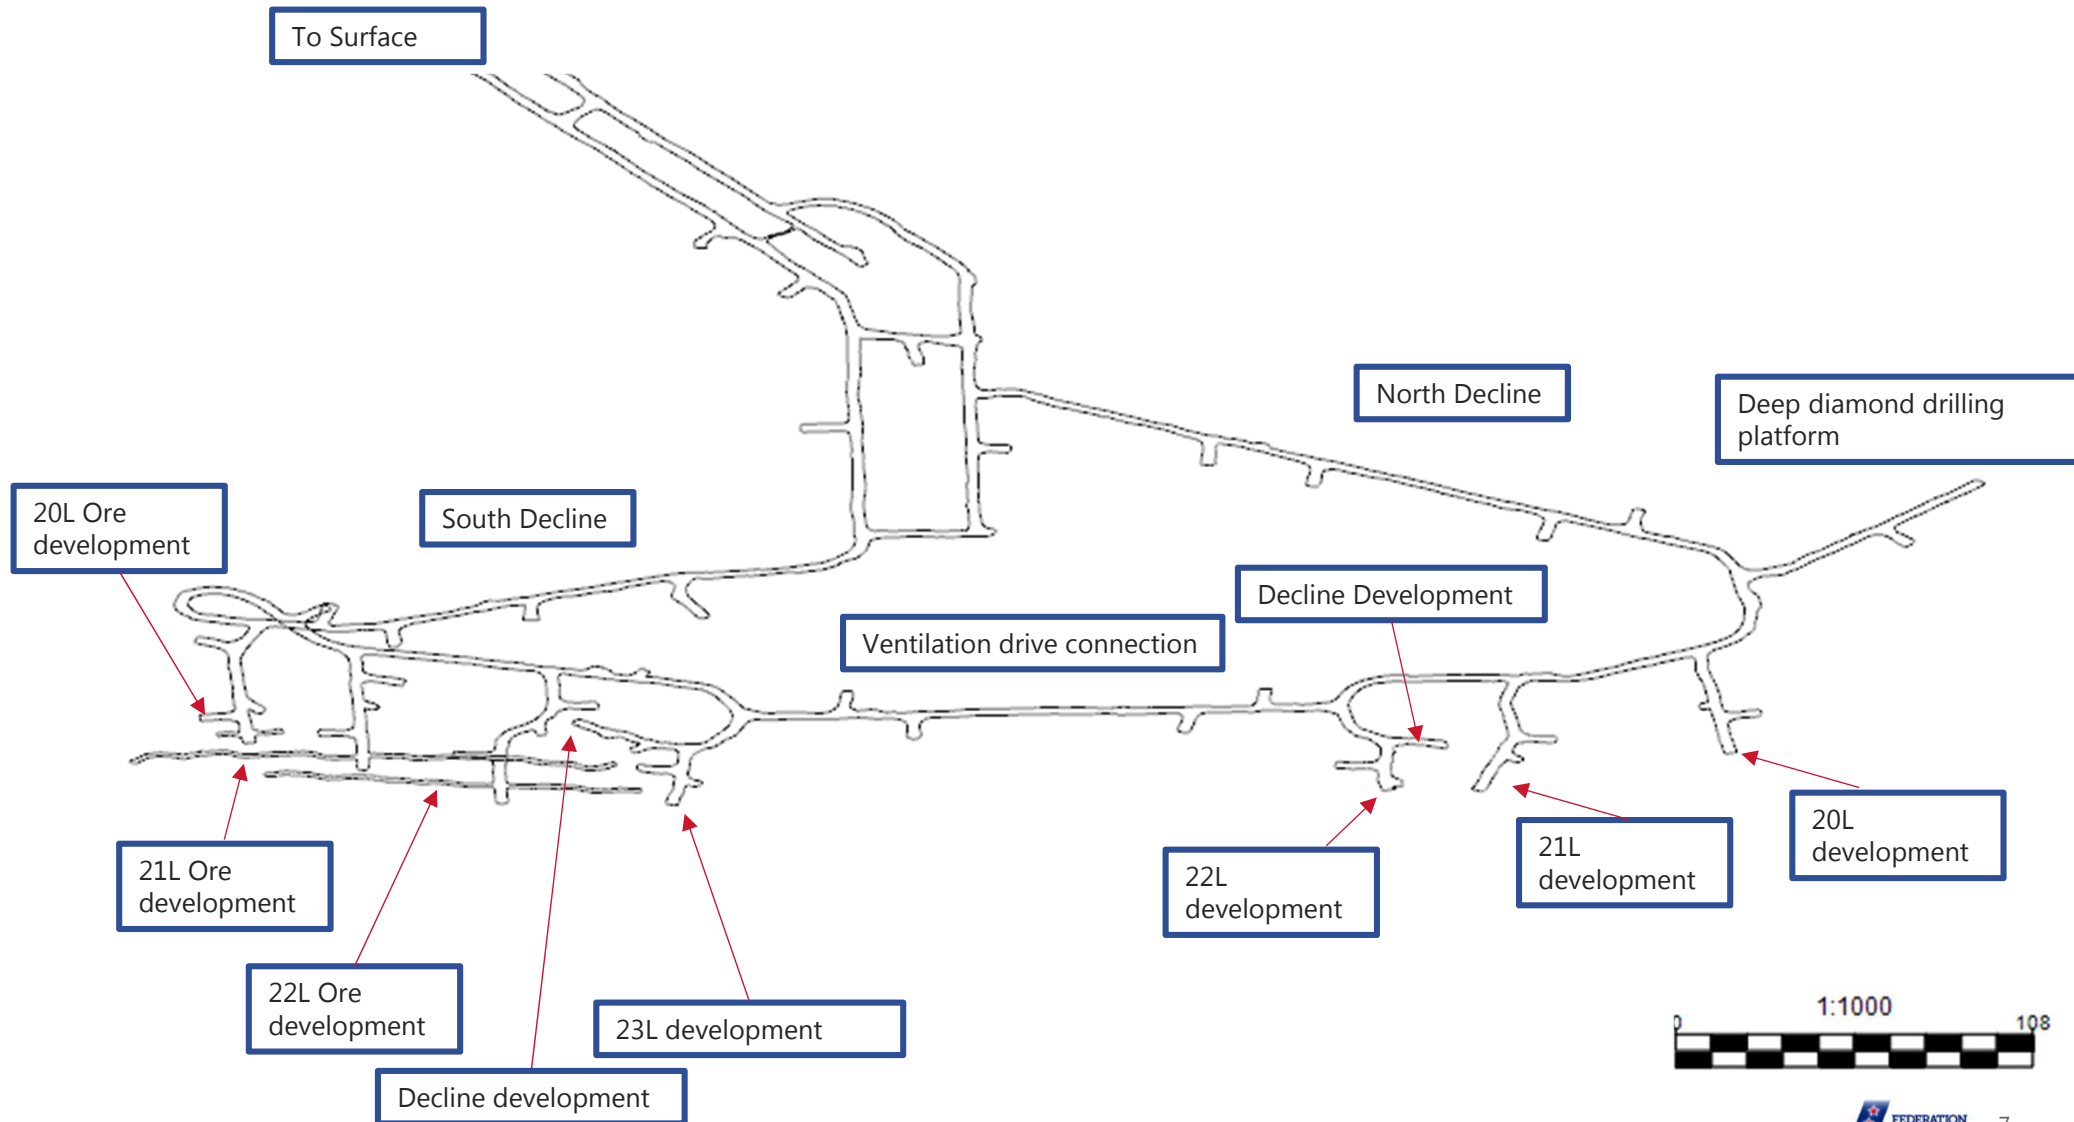 To Surface
North Decline
Deep diamond drilling
platform
20L Ore
development
South Decline
Decline Development
Ventilation drive connection
21L Ore
development
22L
development
21L
development
20L
development
22L Ore
development
23L development
Decline development
1:1000
0
108
FEDERATION
7